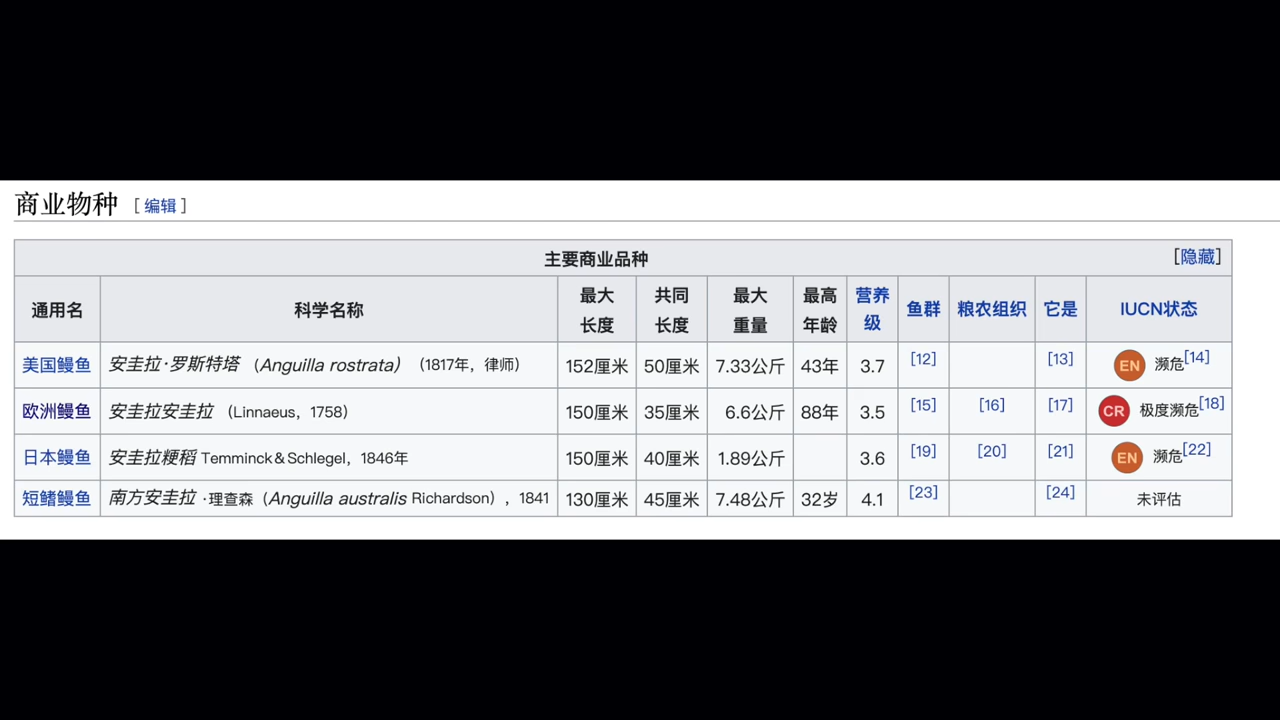 商业物种 [ 编辑 ]
主要商业品种 [隐藏]
通用名 科学名称 最大长度 共同长度 最大重量 最高年龄 营养级 鱼群 粮农组织 它是 IUCN状态
美国鳗鱼 安圭拉·罗斯特塔 (Anguilla rostrata) (1817年,律师) 152厘米 50厘米 7.33公斤 43年 3.7 [12] [13] EN 濒危[14]
欧洲鳗鱼 安圭拉安圭拉 (Linnaeus, 1758) 150厘米 35厘米 6.6公斤 88年 3.5 [15] [16] [17] CR 极度濒危[18]
日本鳗鱼 安圭拉粳稻 Temminck & Schlegel, 1846年 150厘米 40厘米 1.89公斤 3.6 [19] [20] [21] EN 濒危[22]
短鳍鳗鱼 南方安圭拉 ·理查森 (Anguilla australis Richardson) , 1841 130厘米 45厘米 7.48公斤 32岁 4.1 [23] [24] 未评估